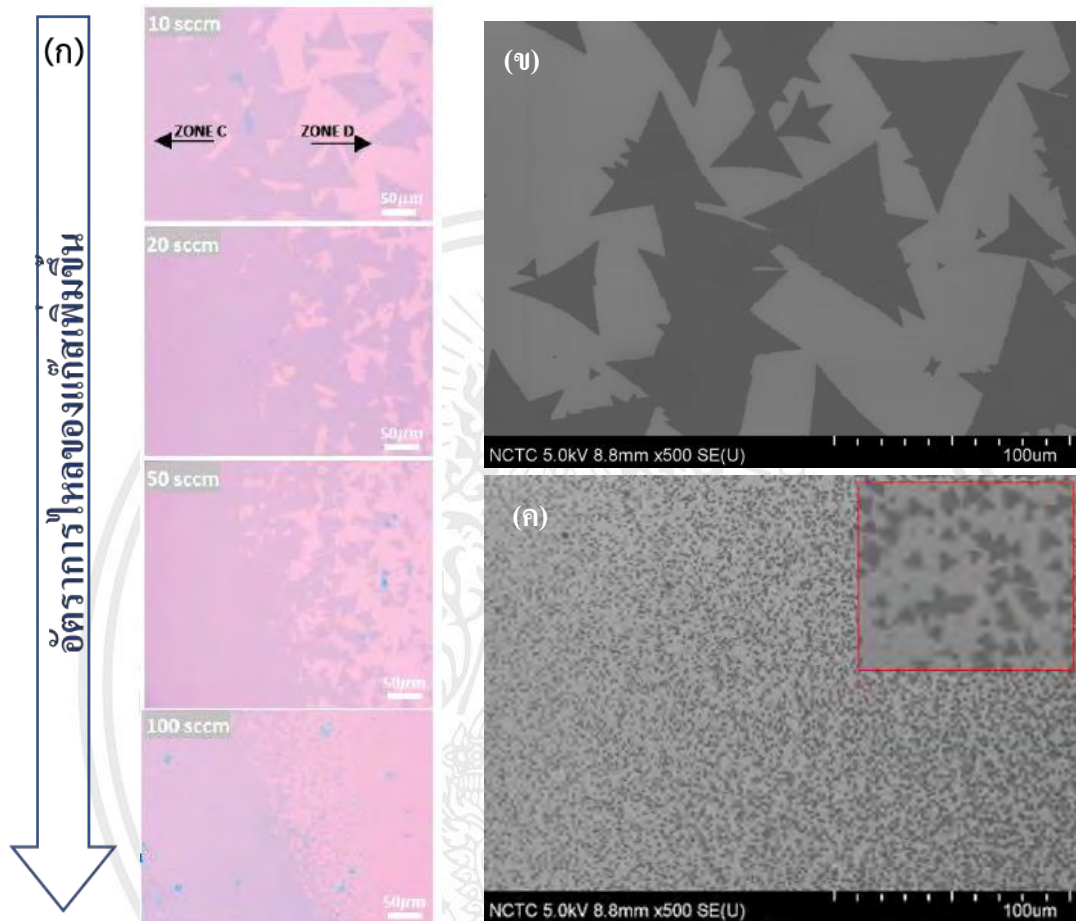 (ก)
อัตราการไหลของแก๊สเพิ่มขึ้น
10 sccm
ZONE C
ZONE D
50μm
20 sccm
50μm
50 sccm
50μm
100 sccm
50μm
(ข)
NCTC 5.0kV 8.8mm x500 SE(U)
100um
(ค)
NCTC 5.0kV 8.8mm x500 SE(U)
100um